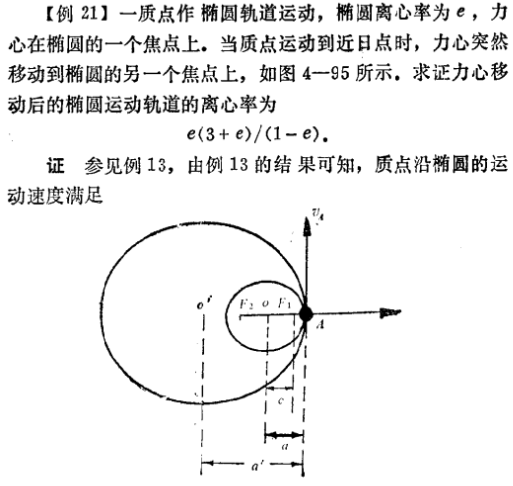 【例 21】一质点作 椭圆轨道运动，椭圆离心率为 e，力
心在椭圆的一个焦点上．当质点运动到近日点时，力心突然
移动到椭圆的另一个焦点上，如图 4—95 所示．求证力心移
动后的椭圆运动轨道的离心率为
e(3+e)/(1-e)．
证 参见例 13，由例 13 的结 果可知，质点沿椭圆的运
动速度满足
v_A
o′ F₂ o F₁ A
c
a
a′